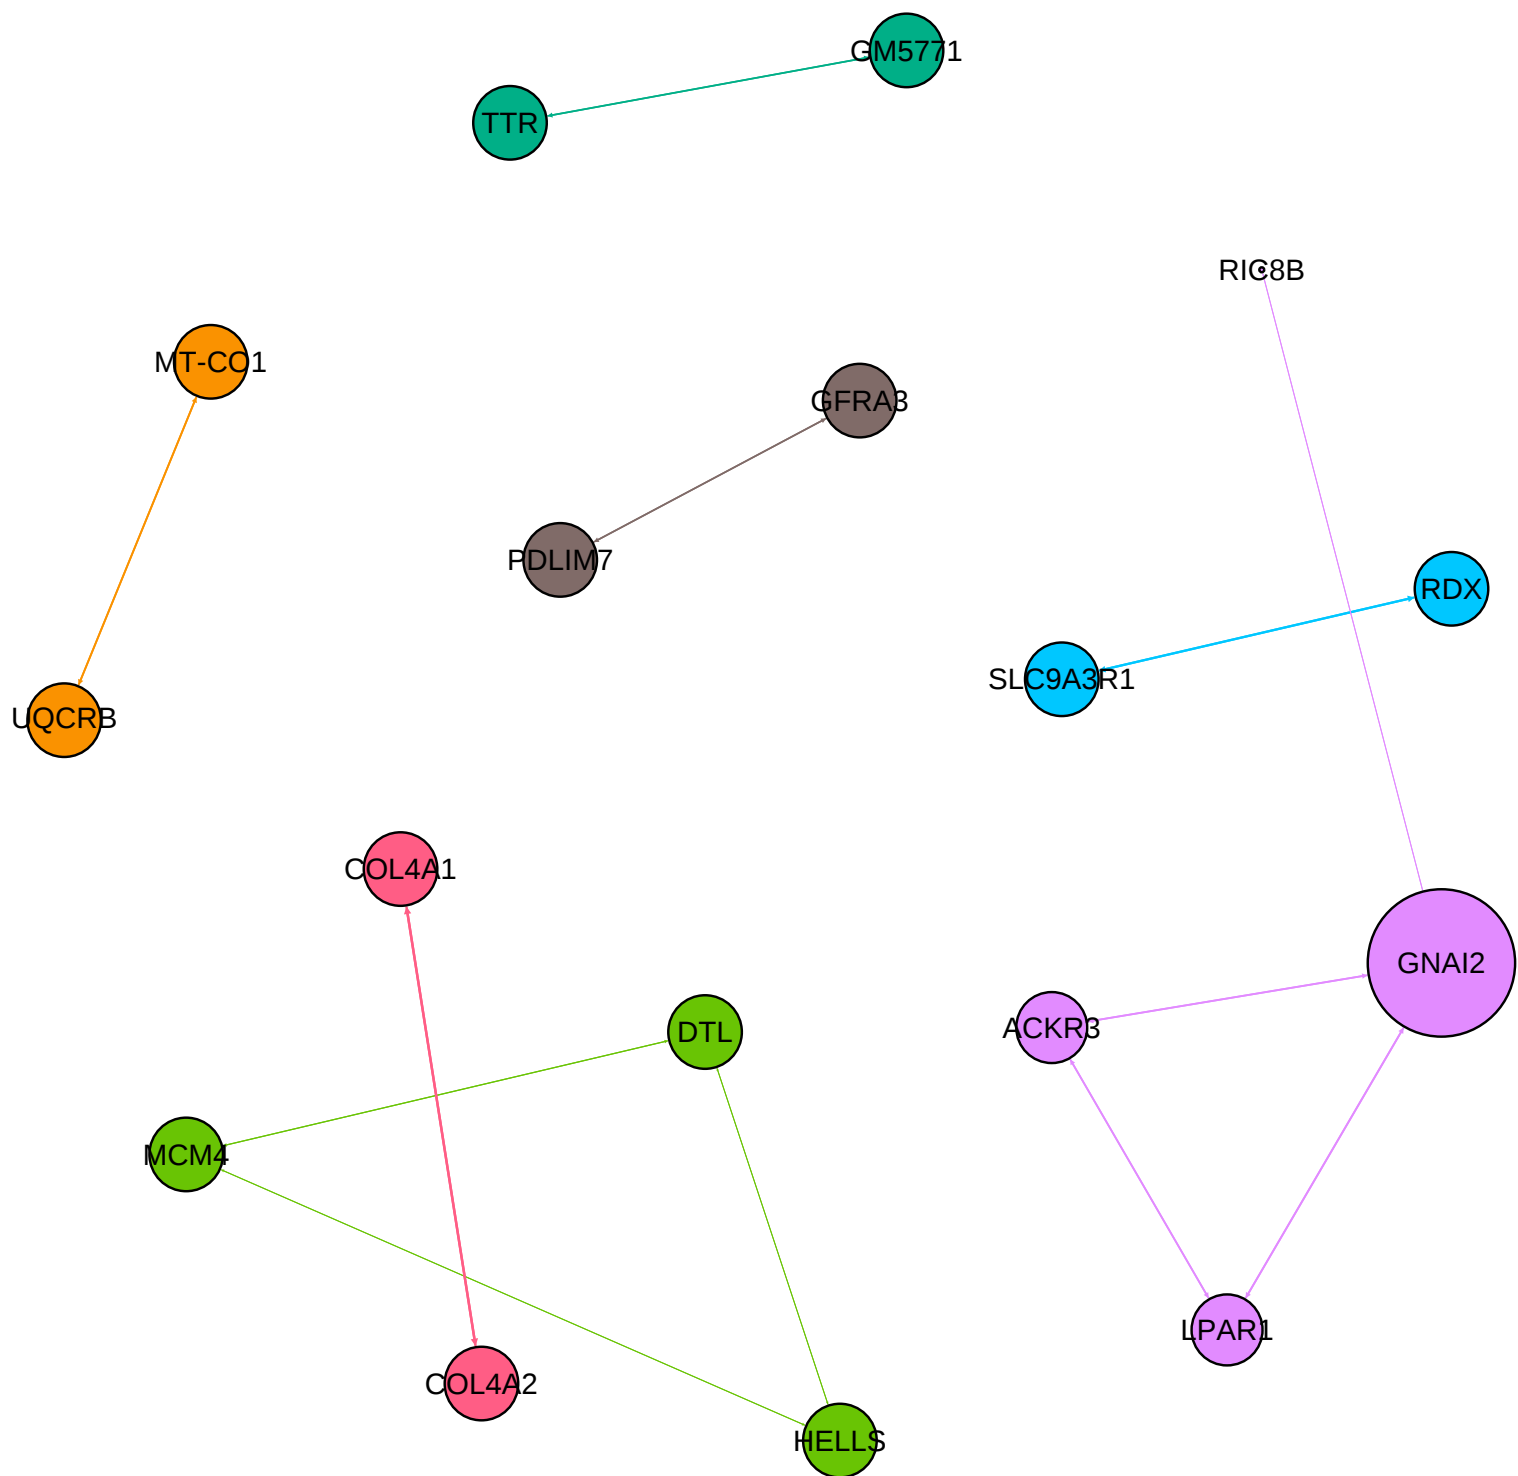 GM5771
TTR
RIC8B
MT-CO1
GFRA3
PDLIM7
RDX
SLC9A3R1
UQCRB
COL4A1
GNAI2
ACKR3
DTL
MCM4
LPAR1
COL4A2
HELLS